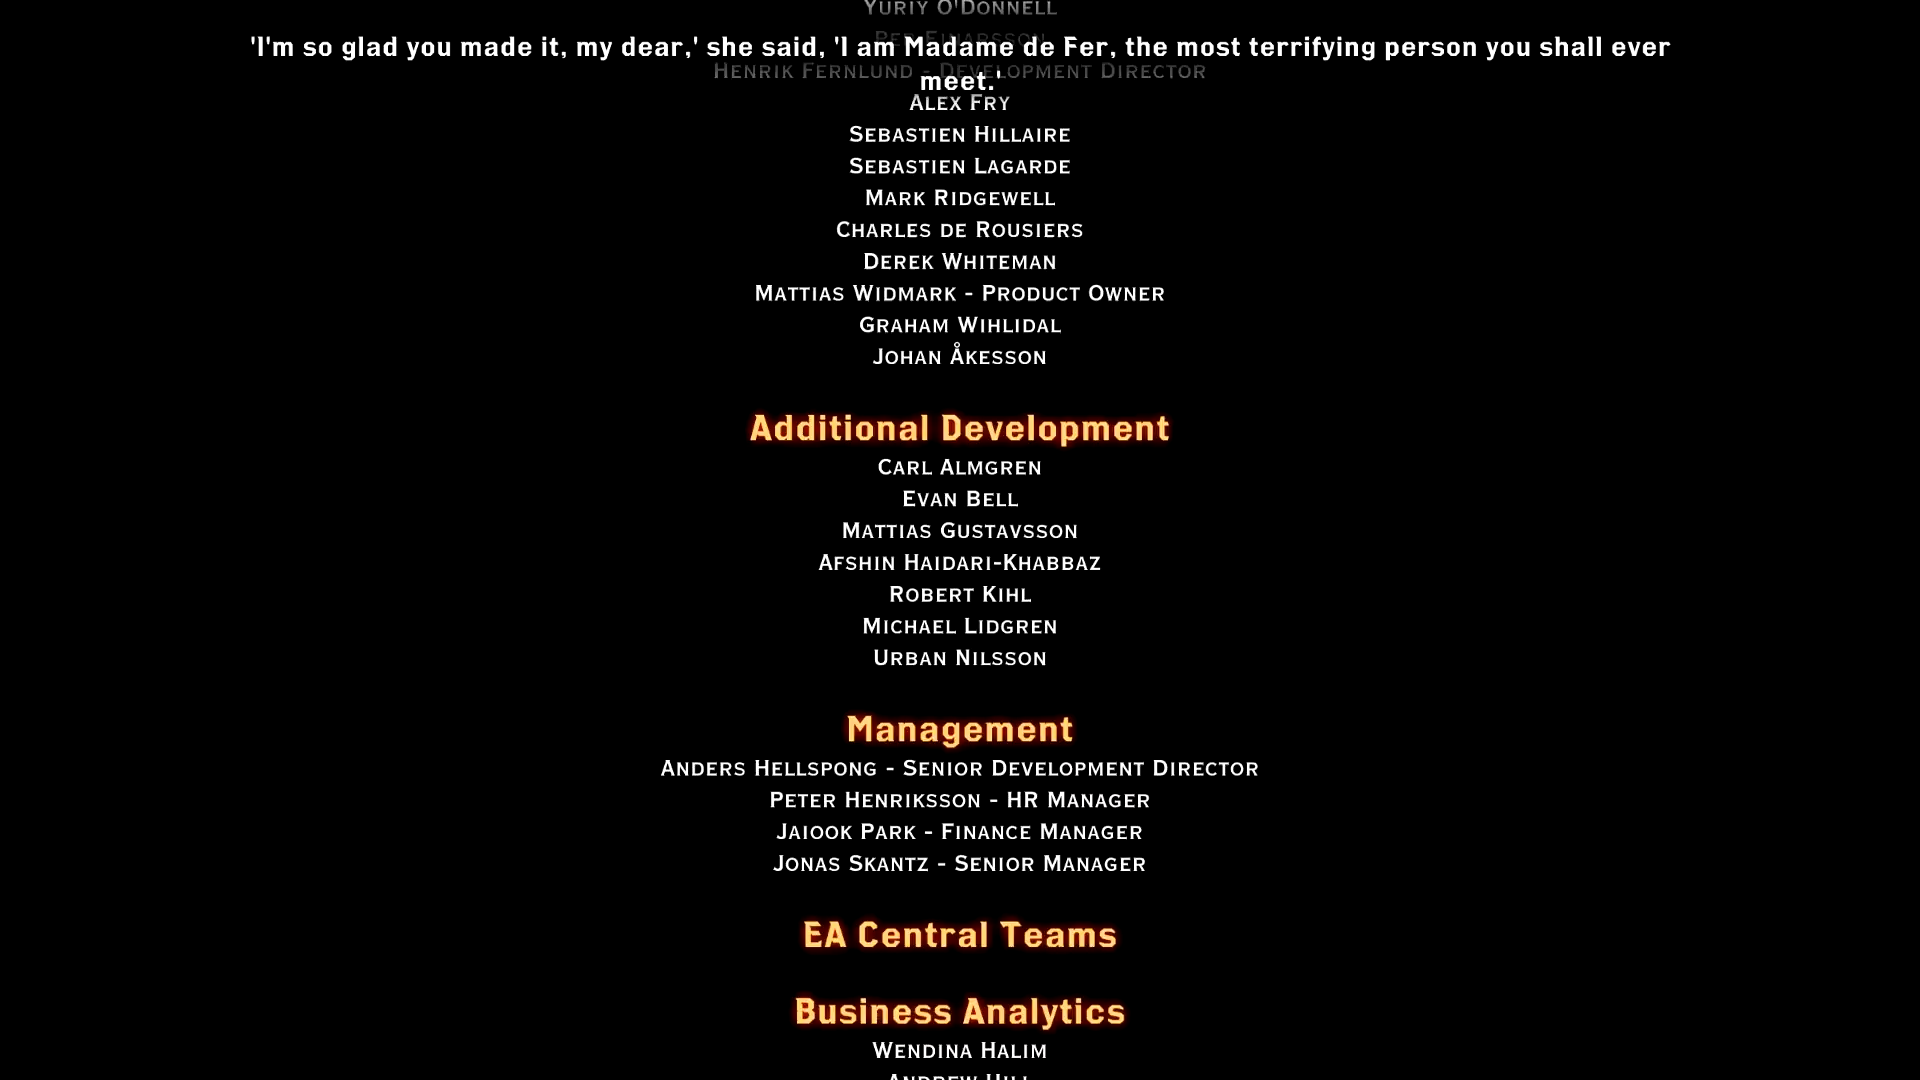 YURIY O'DONNELL
'I'm so glad you made it, my dear,' she said, 'I am Madame de Fer, the most terrifying person you shall ever
HENRIK FERNLUND - DEVELOPMENT DIRECTOR
meet.'
ALEX FRY
SEBASTIEN HILLAIRE
SEBASTIEN LAGARDE
MARK RIDGEWELL
CHARLES DE ROUSIERS
DEREK WHITEMAN
MATTIAS WIDMARK - PRODUCT OWNER
GRAHAM WIHLIDAL
JOHAN ÅKESSON
Additional Development
CARL ALMGREN
EVAN BELL
MATTIAS GUSTAVSSON
AFSHIN HAIDARI-KHABBAZ
ROBERT KIHL
MICHAEL LIDGREN
URBAN NILSSON
Management
ANDERS HELLSPONG - SENIOR DEVELOPMENT DIRECTOR
PETER HENRIKSSON - HR MANAGER
JAIOOK PARK - FINANCE MANAGER
JONAS SKANTZ - SENIOR MANAGER
EA Central Teams
Business Analytics
WENDINA HALIM
ANDREW HILL